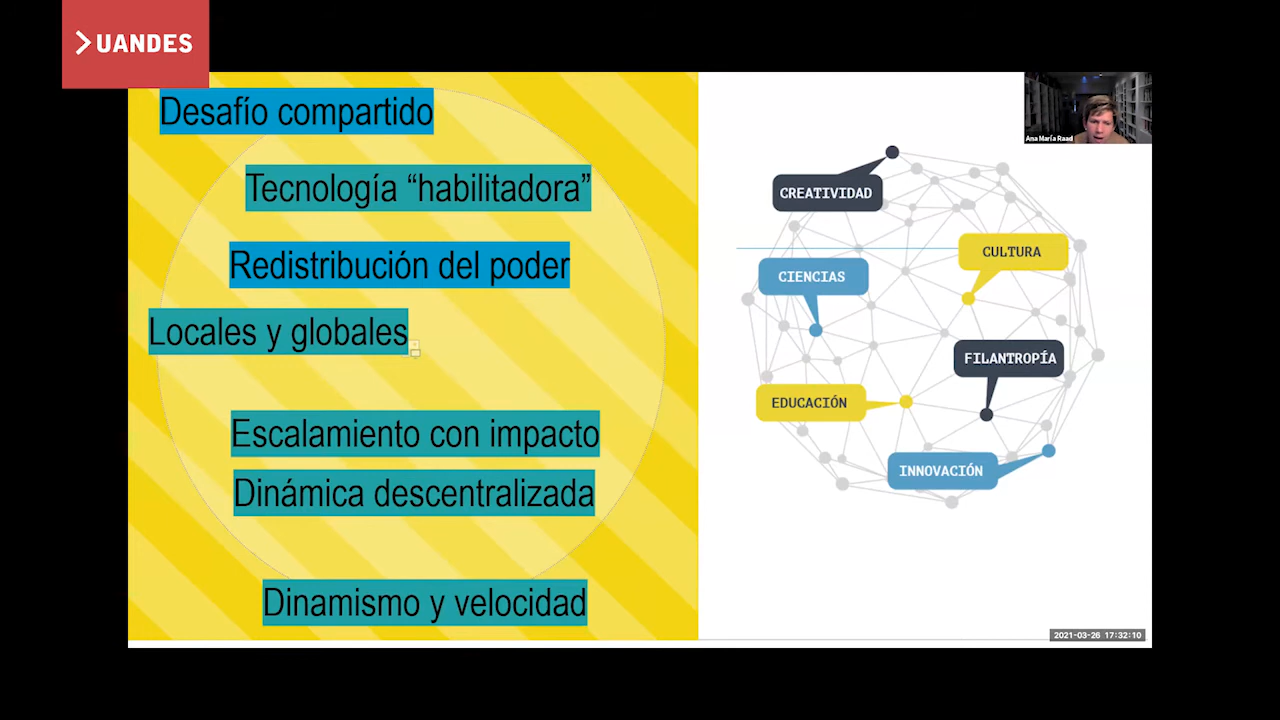 UANDES
Desafío compartido
Tecnología “habilitadora”
Redistribución del poder
Locales y globales
Escalamiento con impacto
Dinámica descentralizada
Dinamismo y velocidad
Ana María Raad
CREATIVIDAD
CULTURA
CIENCIAS
FILANTROPÍA
EDUCACIÓN
INNOVACIÓN
2021-03-26 17:32:10